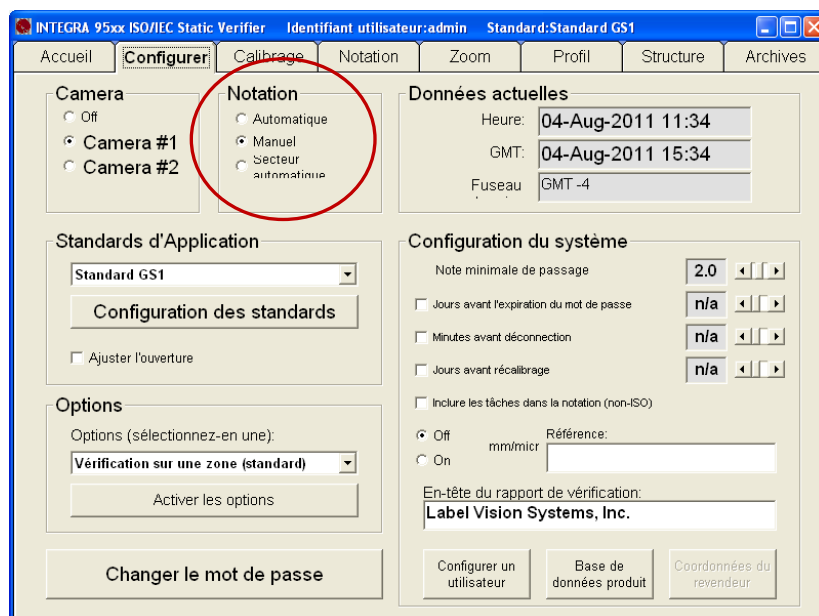 INTEGRA 95xx ISO/IEC Static Verifier Identifiant utilisateur:admin Standard:Standard GS1
Accueil Configurer Calibrage Notation Zoom Profil Structure Archives
Camera
Off
Camera #1
Camera #2
Notation
Automatique
Manuel
Secteur
automatique
Données actuelles
Heure: 04-Aug-2011 11:34
GMT: 04-Aug-2011 15:34
Fuseau GMT -4
Standards d'Application
Standard GS1
Configuration des standards
Ajuster l'ouverture
Options
Options (sélectionnez-en une):
Vérification sur une zone (standard)
Activer les options
Changer le mot de passe
Configuration du système
Note minimale de passage 2.0
Jours avant l'expiration du mot de passe n/a
Minutes avant déconnection n/a
Jours avant récalibrage n/a
Inclure les tâches dans la notation (non-ISO)
Off
On
mm/micr
Référence:
En-tête du rapport de vérification:
Label Vision Systems, Inc.
Configurer un
utilisateur
Base de
données produit
Coordonnées du
revendeur